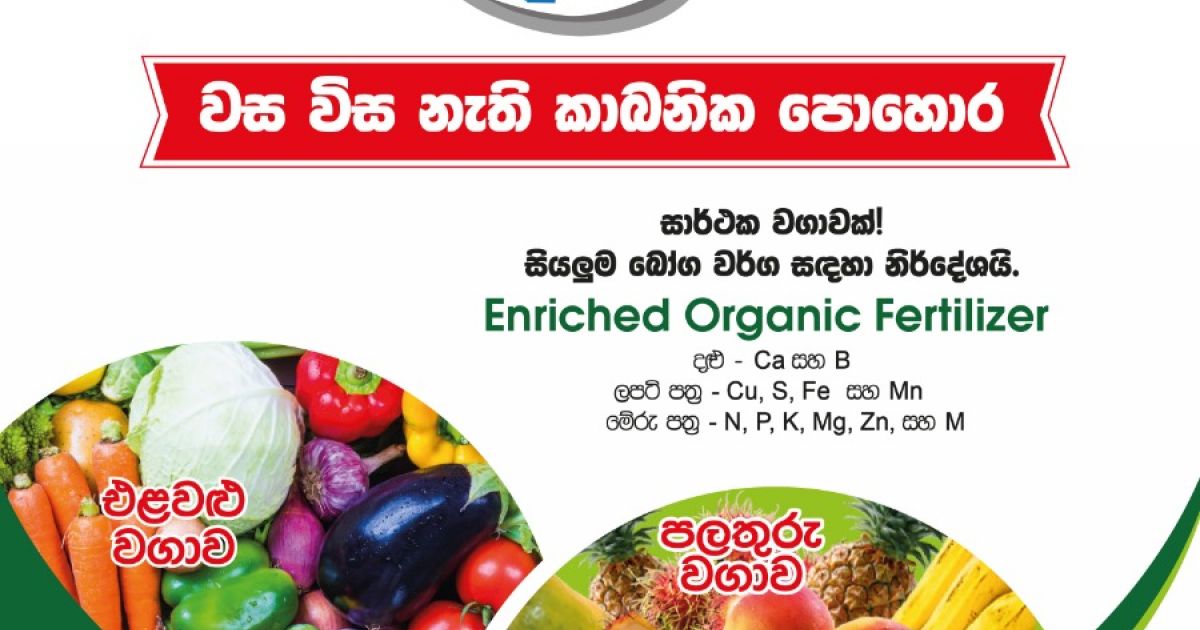 වස විස නැති කාබනික පොහොර
සාර්ථක වගාවක්!
සියලුම බෝග වර්ග සඳහා නිර්දේශයි.
Enriched Organic Fertilizer
දළු - Ca සහ B
ලපටි පත්‍ර - Cu, S, Fe සහ Mn
මේරු පත්‍ර - N, P, K, Mg, Zn, සහ M
එළවළු
වගාව
පලතුරු
වගාව